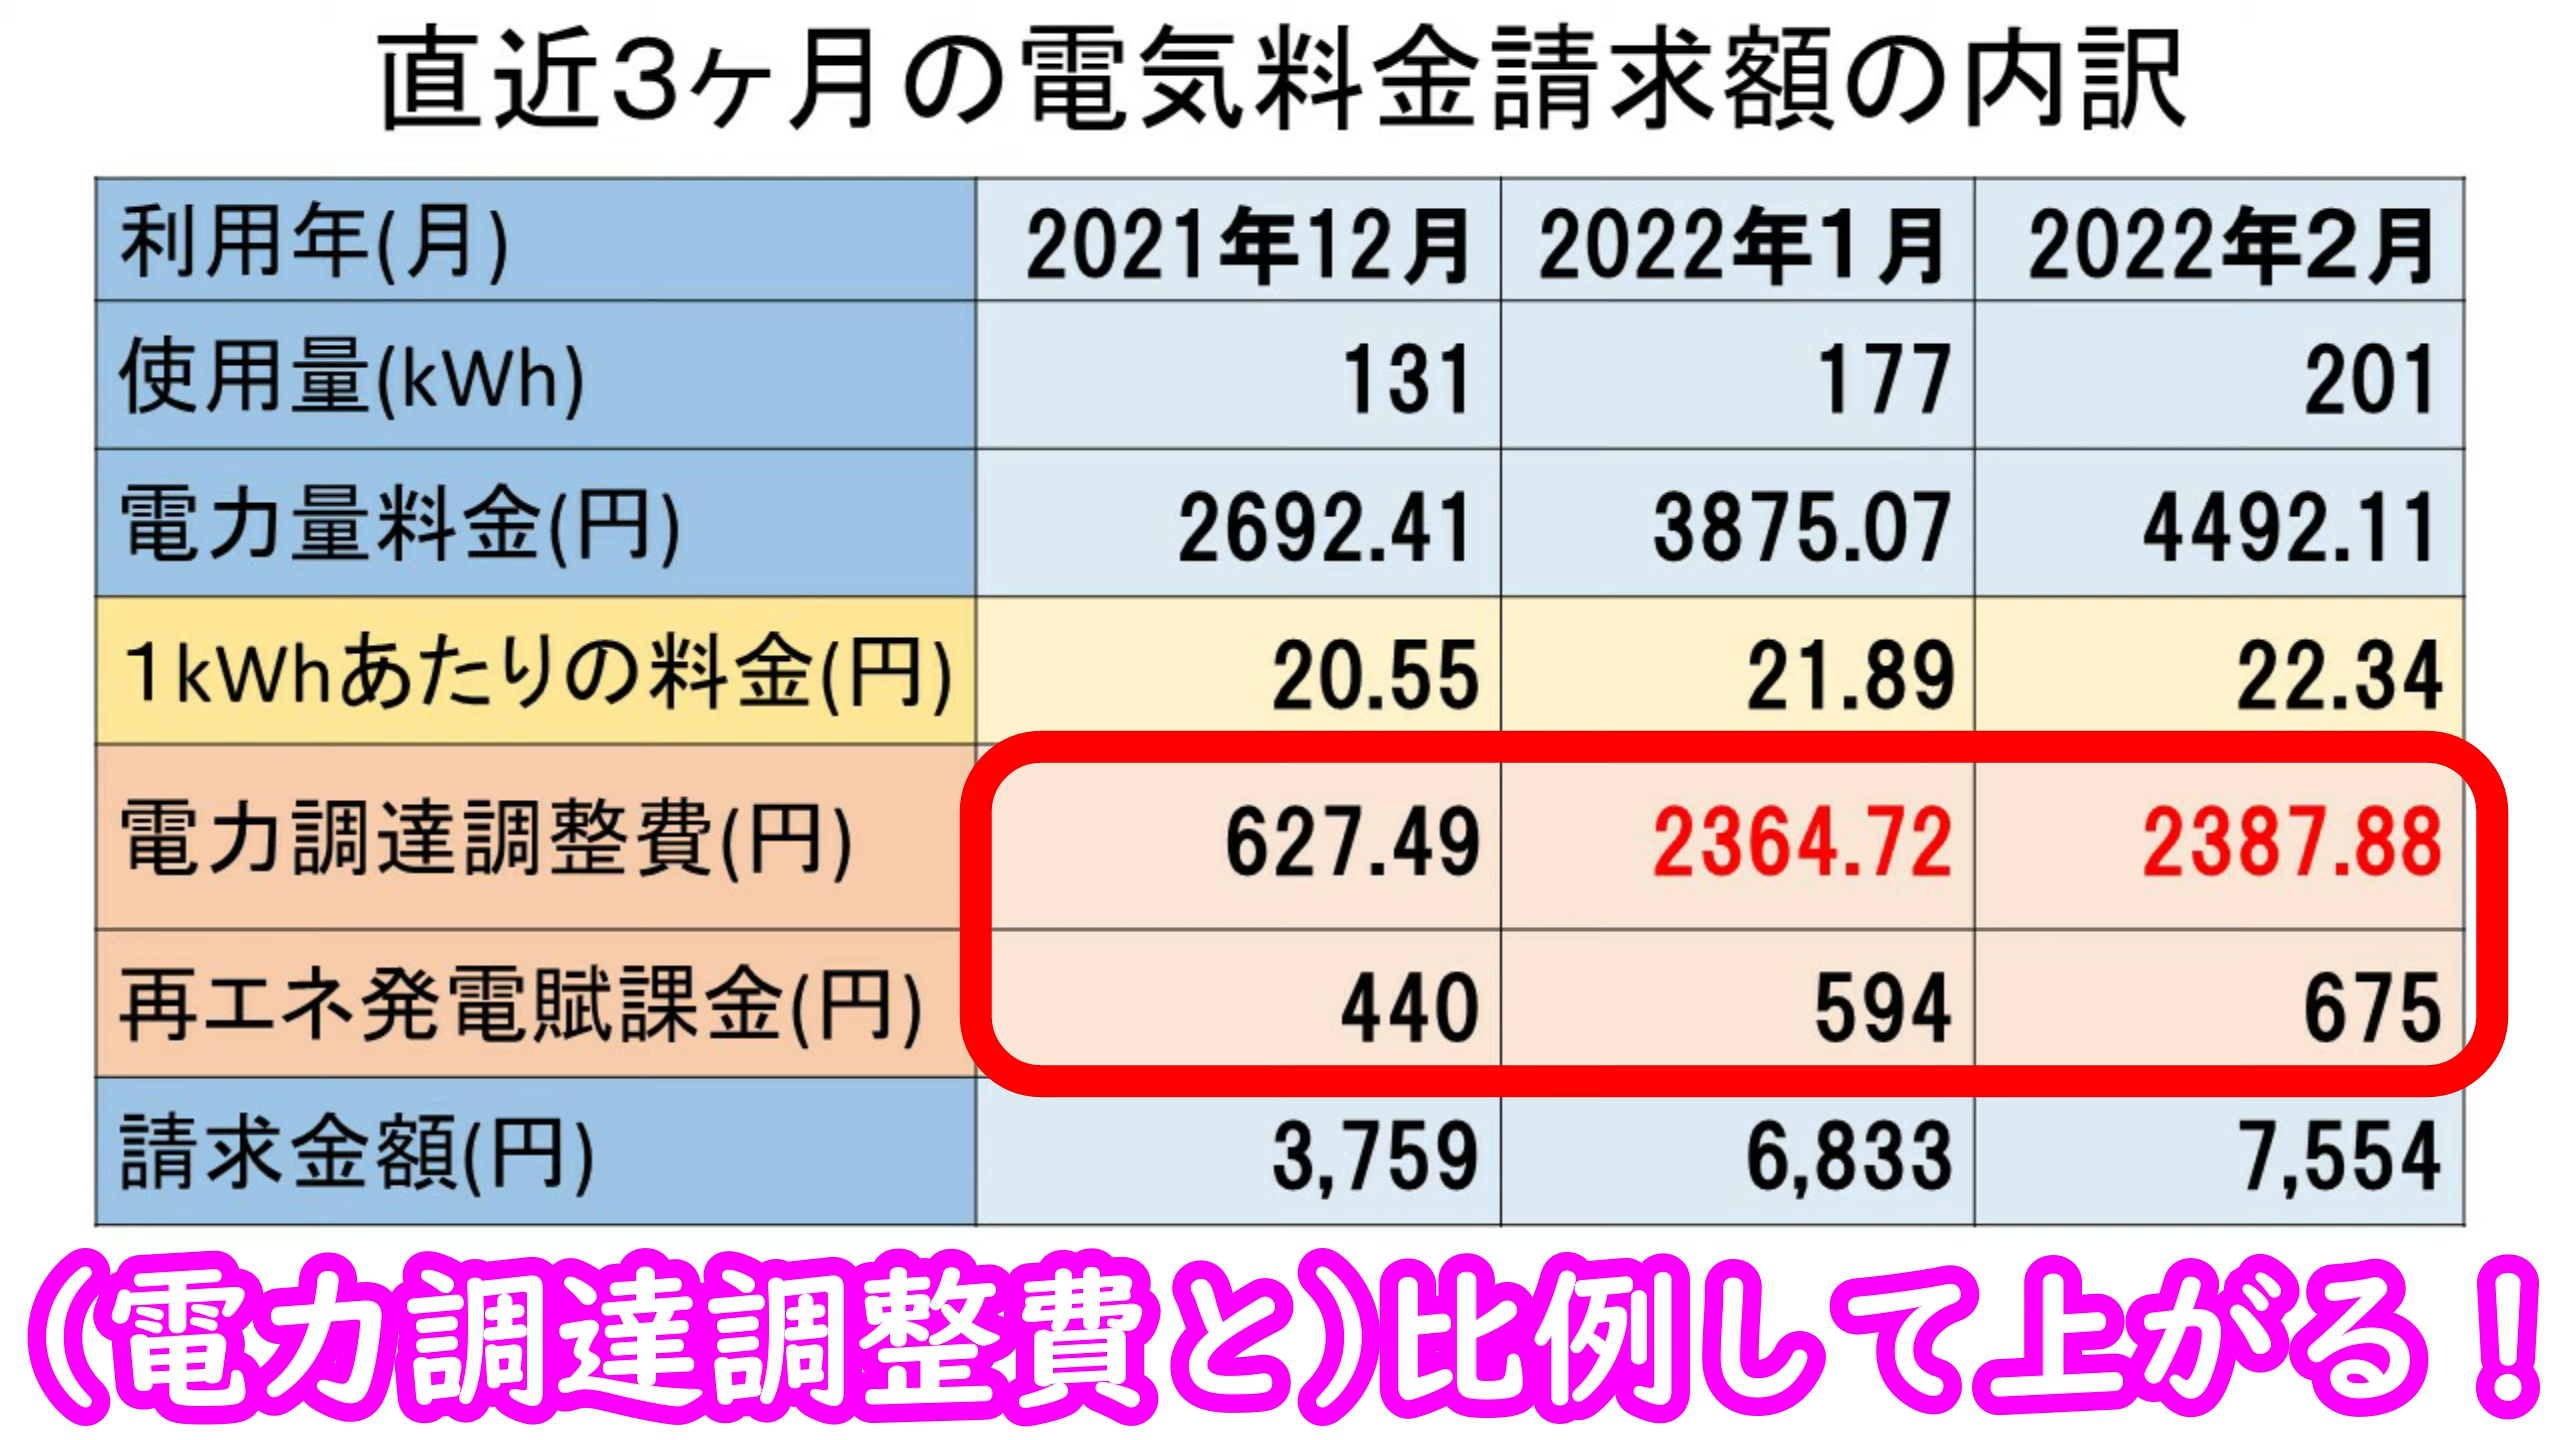 直近3ヶ月の電気料金請求額の内訳
利用年(月) 2021年12月 2022年1月 2022年2月
使用量(kWh) 131 177 201
電力量料金(円) 2692.41 3875.07 4492.11
1kWhあたりの料金(円) 20.55 21.89 22.34
電力調達調整費(円) 627.49 2364.72 2387.88
再エネ発電賦課金(円) 440 594 675
請求金額(円) 3,759 6,833 7,554
(電力調達調整費と)比例して上がる！